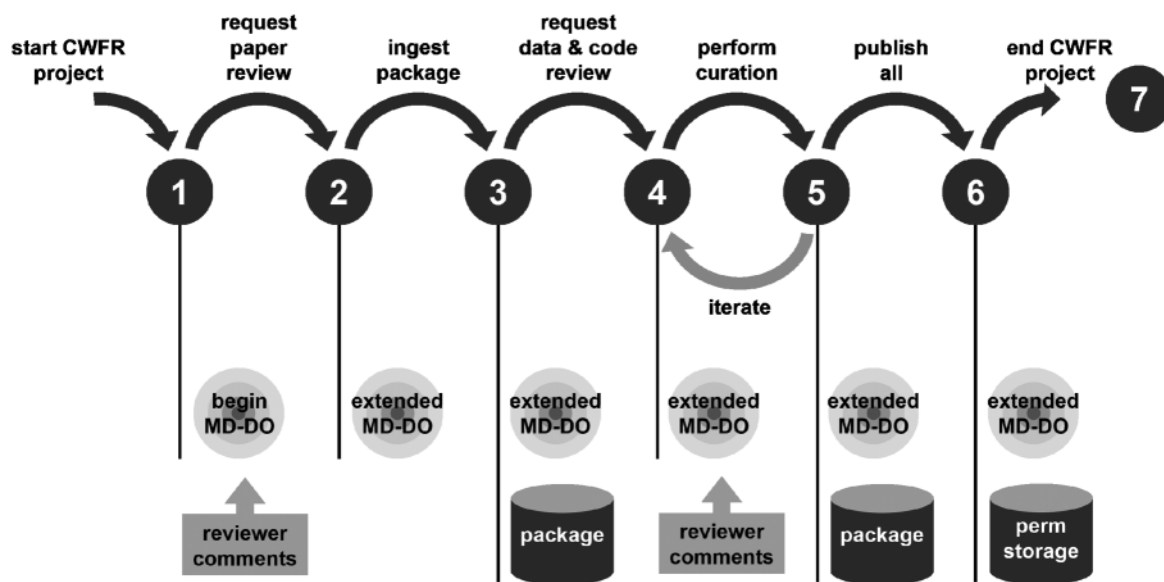 start CWFR
project
request
paper
review
ingest
package
request
data & code
review
perform
curation
publish
all
end CWFR
project
7
1
2
3
4
5
6
iterate
begin
MD-DO
extended
MD-DO
extended
MD-DO
extended
MD-DO
extended
MD-DO
extended
MD-DO
reviewer
comments
package
reviewer
comments
package
perm
storage